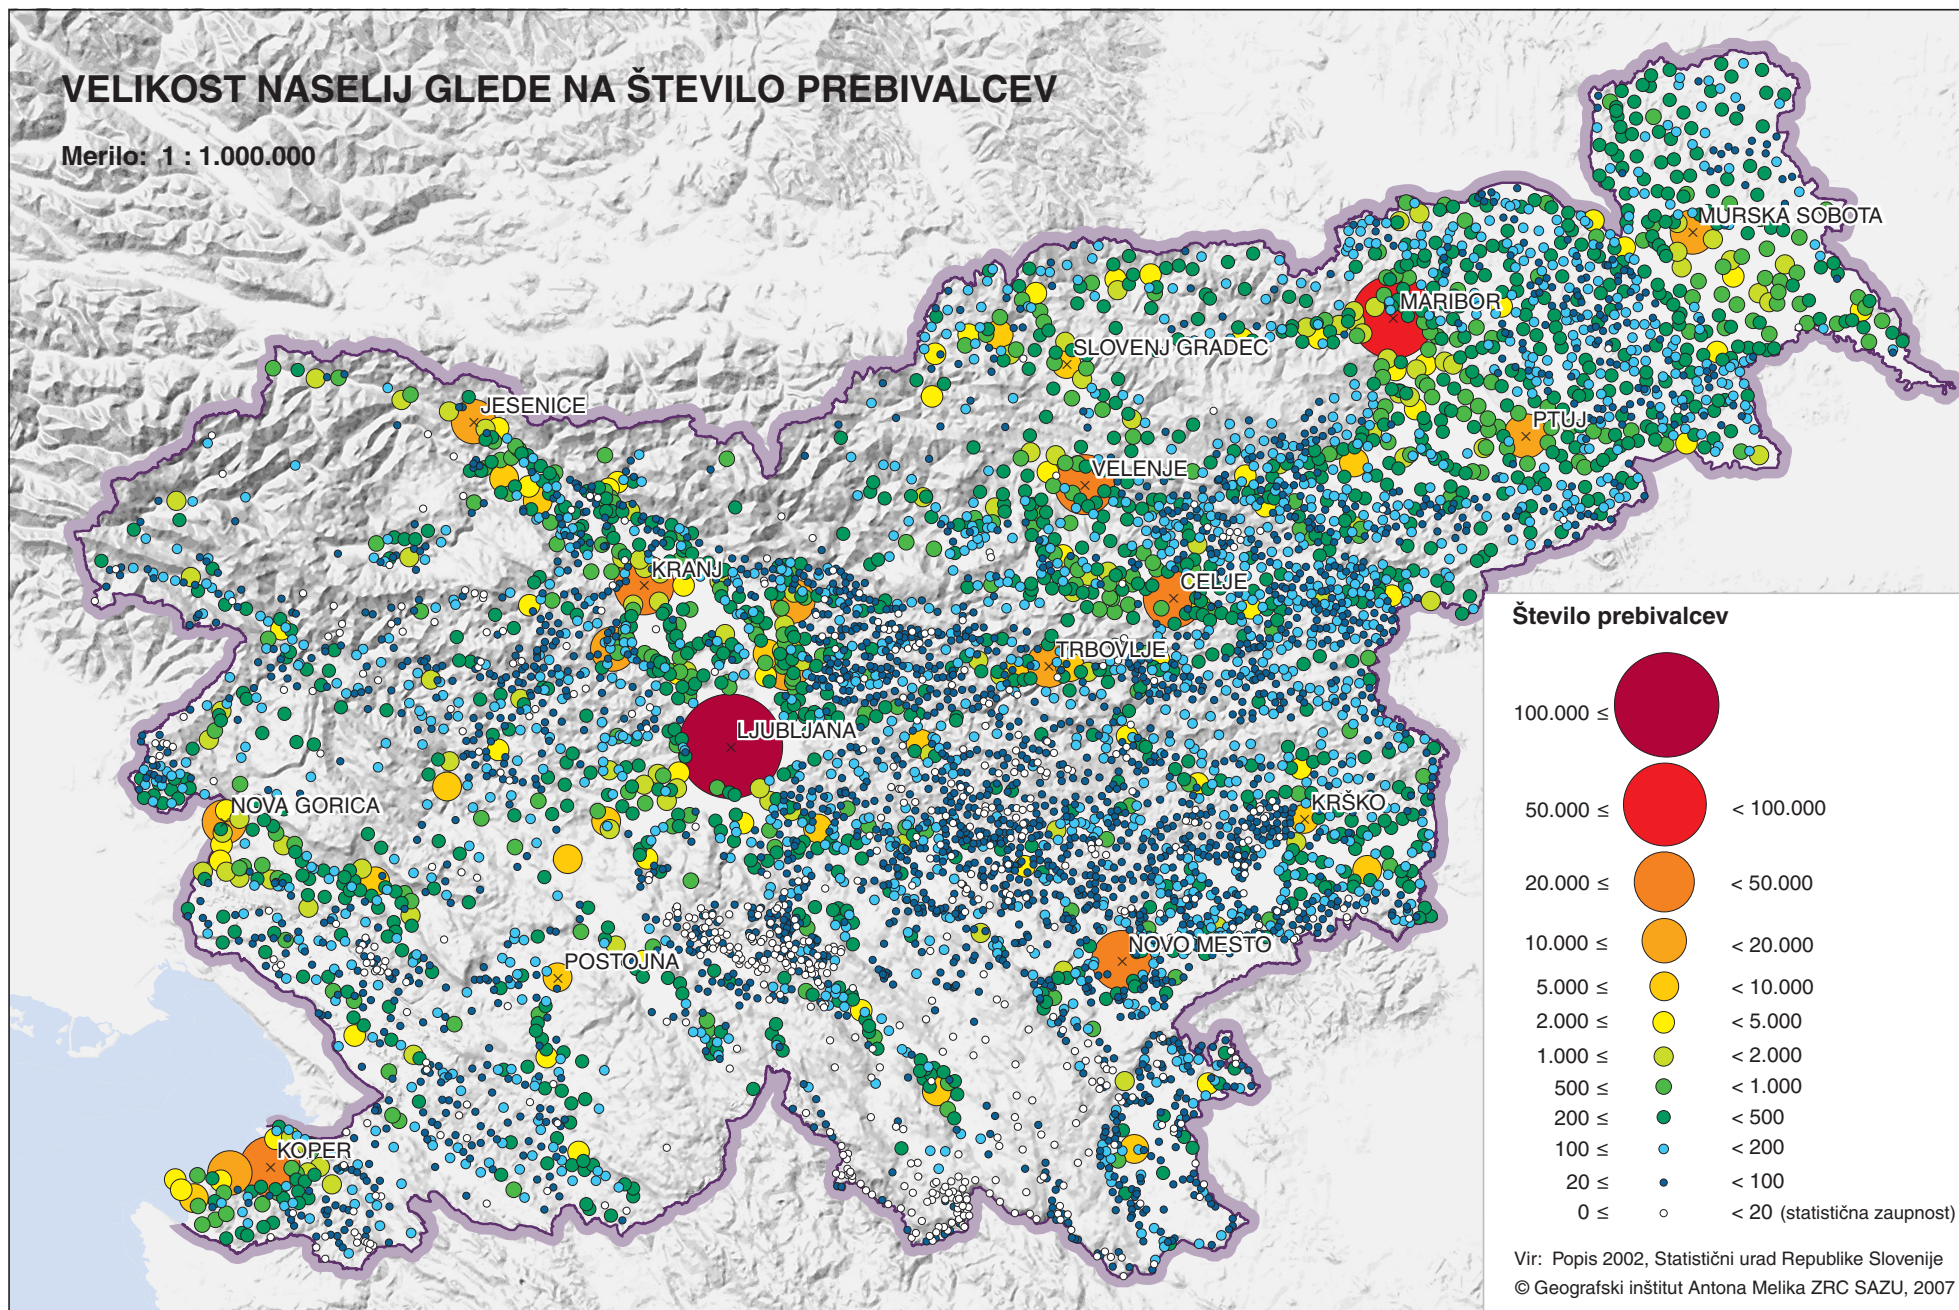 VELIKOST NASELIJ GLEDE NA ŠTEVILO PREBIVALCEV
Merilo: 1 : 1.000.000
MURSKA SOBOTA
MARIBOR
SLOVENJ GRADEC
JESENICE
PTUJ
VELENJE
KRANJ
CELJE
TRBOVLJE
LJUBLJANA
NOVA GORICA
KRŠKO
NOVO MESTO
POSTOJNA
KOPER
Število prebivalcev
100.000 ≤
50.000 ≤ < 100.000
20.000 ≤ < 50.000
10.000 ≤ < 20.000
5.000 ≤ < 10.000
2.000 ≤ < 5.000
1.000 ≤ < 2.000
500 ≤ < 1.000
200 ≤ < 500
100 ≤ < 200
20 ≤ < 100
0 ≤ < 20 (statistična zaupnost)
Vir: Popis 2002, Statistični urad Republike Slovenije
© Geografski inštitut Antona Melika ZRC SAZU, 2007